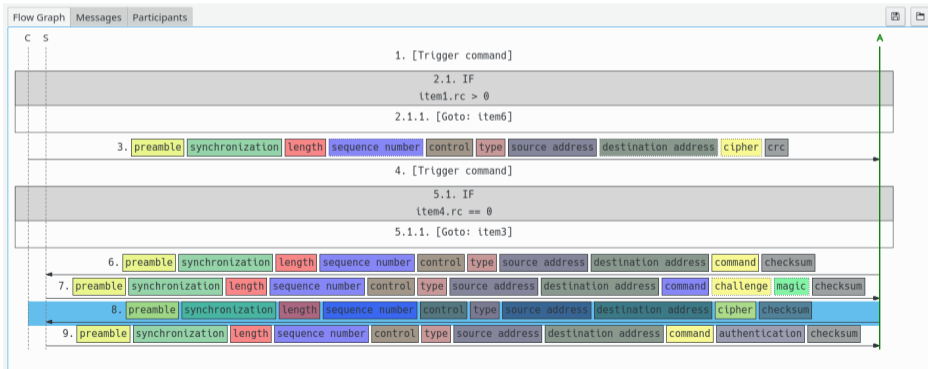 Flow Graph Messages Participants
C S A
1. [Trigger command]
2.1. IF
item1.rc > 0
2.1.1. [Goto: item6]
3. preamble synchronization length sequence number control type source address destination address cipher crc
4. [Trigger command]
5.1. IF
item4.rc == 0
5.1.1. [Goto: item3]
6. preamble synchronization length sequence number control type source address destination address command checksum
7. preamble synchronization length sequence number control type source address destination address command challenge magic checksum
8. preamble synchronization length sequence number control type source address destination address cipher checksum
9. preamble synchronization length sequence number control type source address destination address command authentication checksum